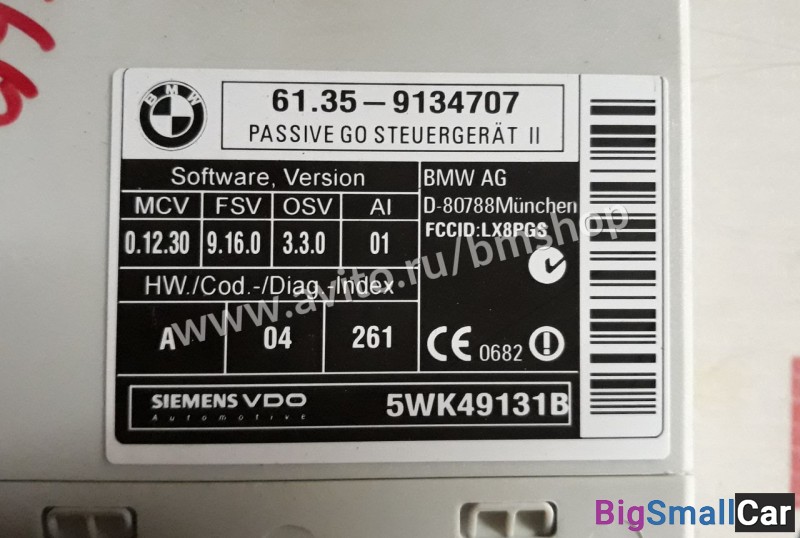 BMW
61.35-9134707
PASSIVE GO STEUERGERÄT II
Software, Version
MCV FSV OSV AI
0.12.30 9.16.0 3.3.0 01
HW./Cod.-/Diag.-Index
A 04 261
BMW AG
D-80788München
FCCID:LX8PGS
CE 0682
SIEMENS VDO
Automotive
5WK49131B
www.avito.ru/bmshop
BigSmallCar